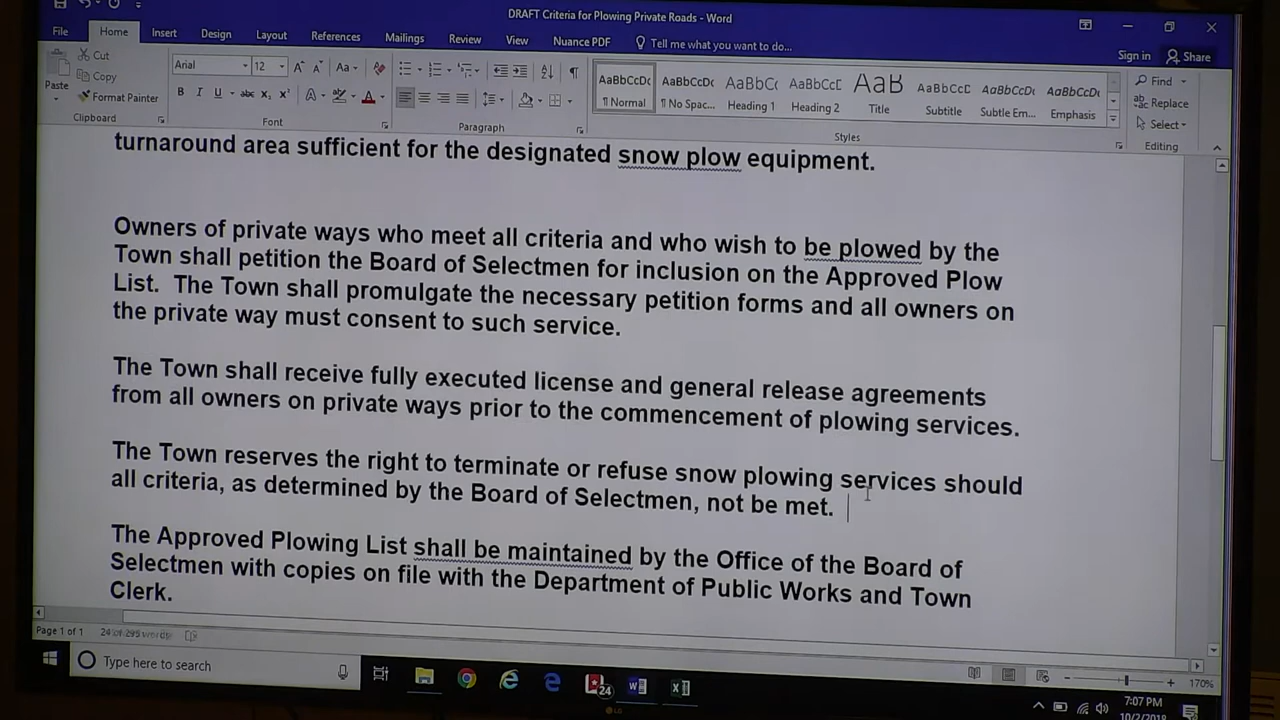 DRAFT Criteria for Plowing Private Roads - Word
File Home Insert Design Layout References Mailings Review View Nuance PDF Tell me what you want to do... Sign in Share
Paste Cut Copy Format Painter
Clipboard
Arial 12
Font
Paragraph
AaBbCcDc AaBbCcDc AaBbC( AaBbCc AaB AaBbCcD AaBbCcDc AaBbCcDc
¶ Normal ¶ No Spac... Heading 1 Heading 2 Title Subtitle Subtle Em... Emphasis
Styles
Find
Replace
Select
Editing
turnaround area sufficient for the designated snow plow equipment.
Owners of private ways who meet all criteria and who wish to be plowed by the
Town shall petition the Board of Selectmen for inclusion on the Approved Plow
List. The Town shall promulgate the necessary petition forms and all owners on
the private way must consent to such service.
The Town shall receive fully executed license and general release agreements
from all owners on private ways prior to the commencement of plowing services.
The Town reserves the right to terminate or refuse snow plowing services should
all criteria, as determined by the Board of Selectmen, not be met.
The Approved Plowing List shall be maintained by the Office of the Board of
Selectmen with copies on file with the Department of Public Works and Town
Clerk.
Page 1 of 1 24 of 295 words 170%
Type here to search
24
7:07 PM
LG